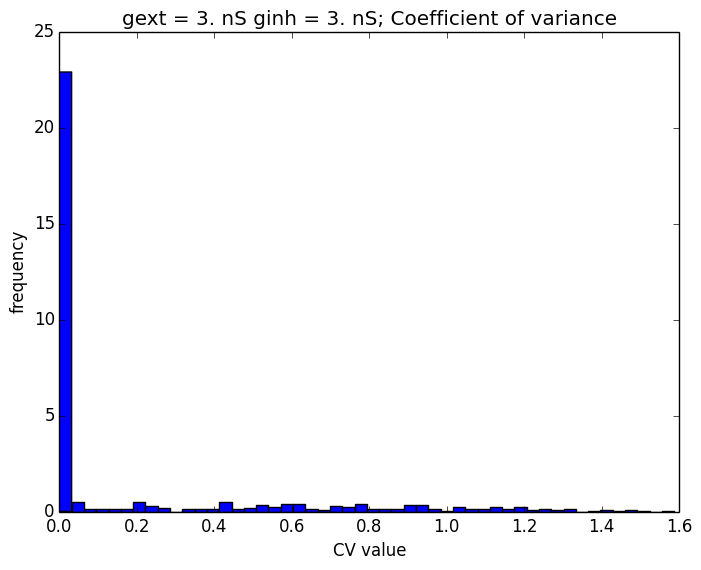 gext = 3. nS ginh = 3. nS; Coefficient of variance
25
20
15
10
5
0
frequency
0.0 0.2 0.4 0.6 0.8 1.0 1.2 1.4 1.6
CV value